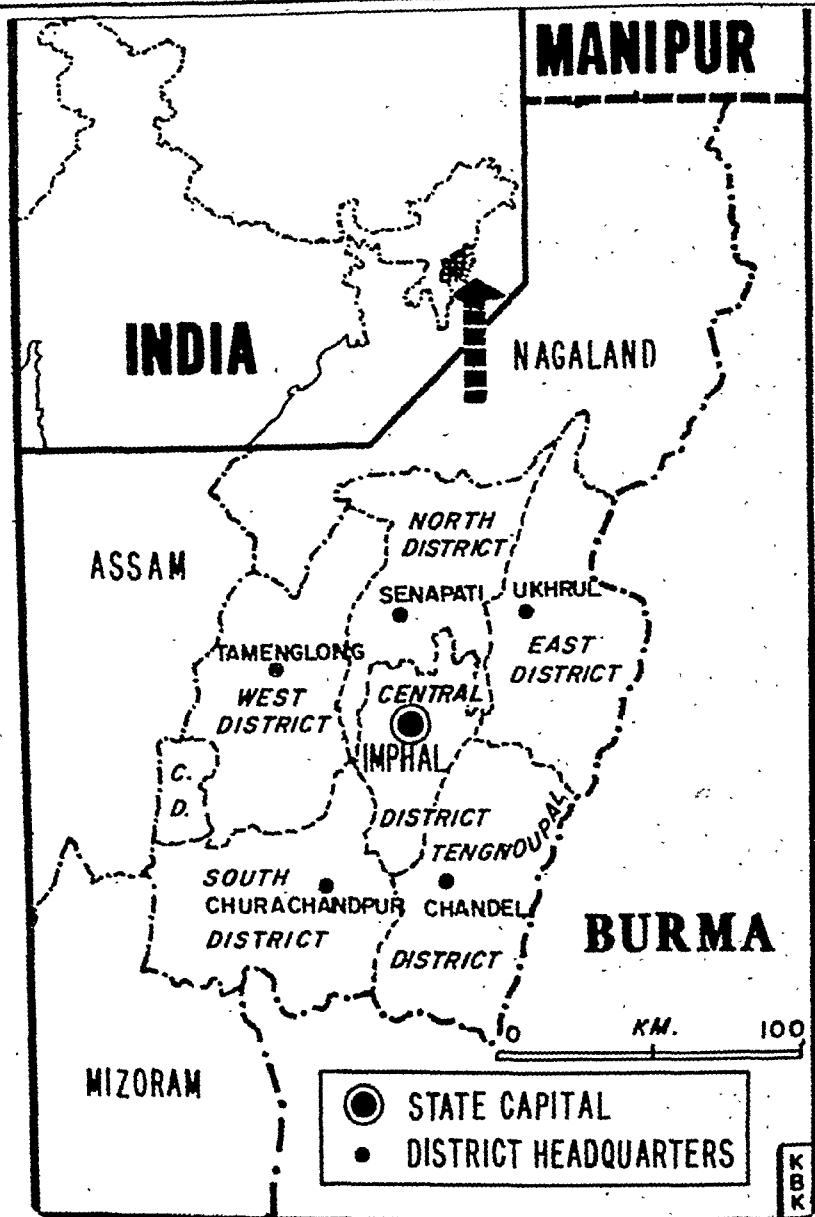 MANIPUR
INDIA
NAGALAND
ASSAM
NORTH
DISTRICT
SENAPATI
UKHRUL
EAST
DISTRICT
TAMENGLONG
WEST
DISTRICT
CENTRAL
IMPHAL
DISTRICT
C.
D.
TENGNOUPAL
SOUTH
CHURACHANDPUR
DISTRICT
CHANDEL
DISTRICT
BURMA
0 KM. 100
MIZORAM
STATE CAPITAL
DISTRICT HEADQUARTERS
KBK